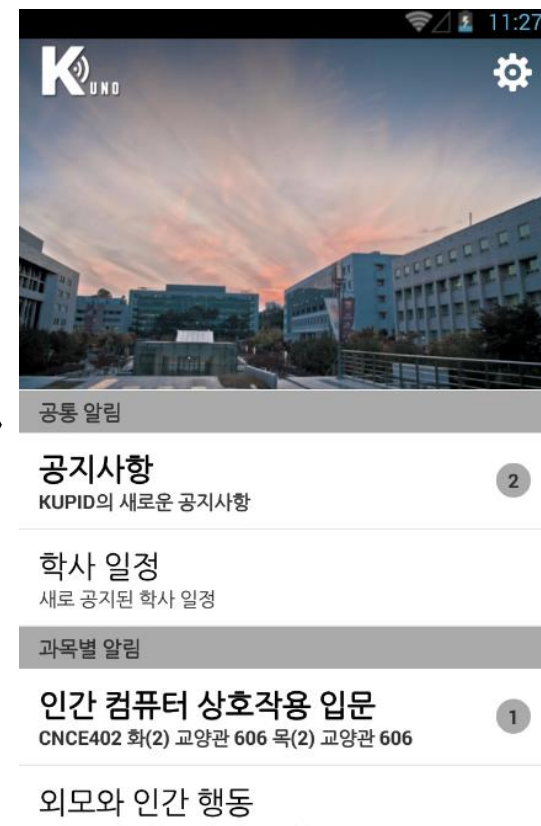 11:27
K UNO
공통 알림
공지사항
2
KUPID의 새로운 공지사항
학사 일정
새로 공지된 학사 일정
과목별 알림
인간 컴퓨터 상호작용 입문
1
CNCE402 화(2) 교양관 606 목(2) 교양관 606
외모와 인간 행동